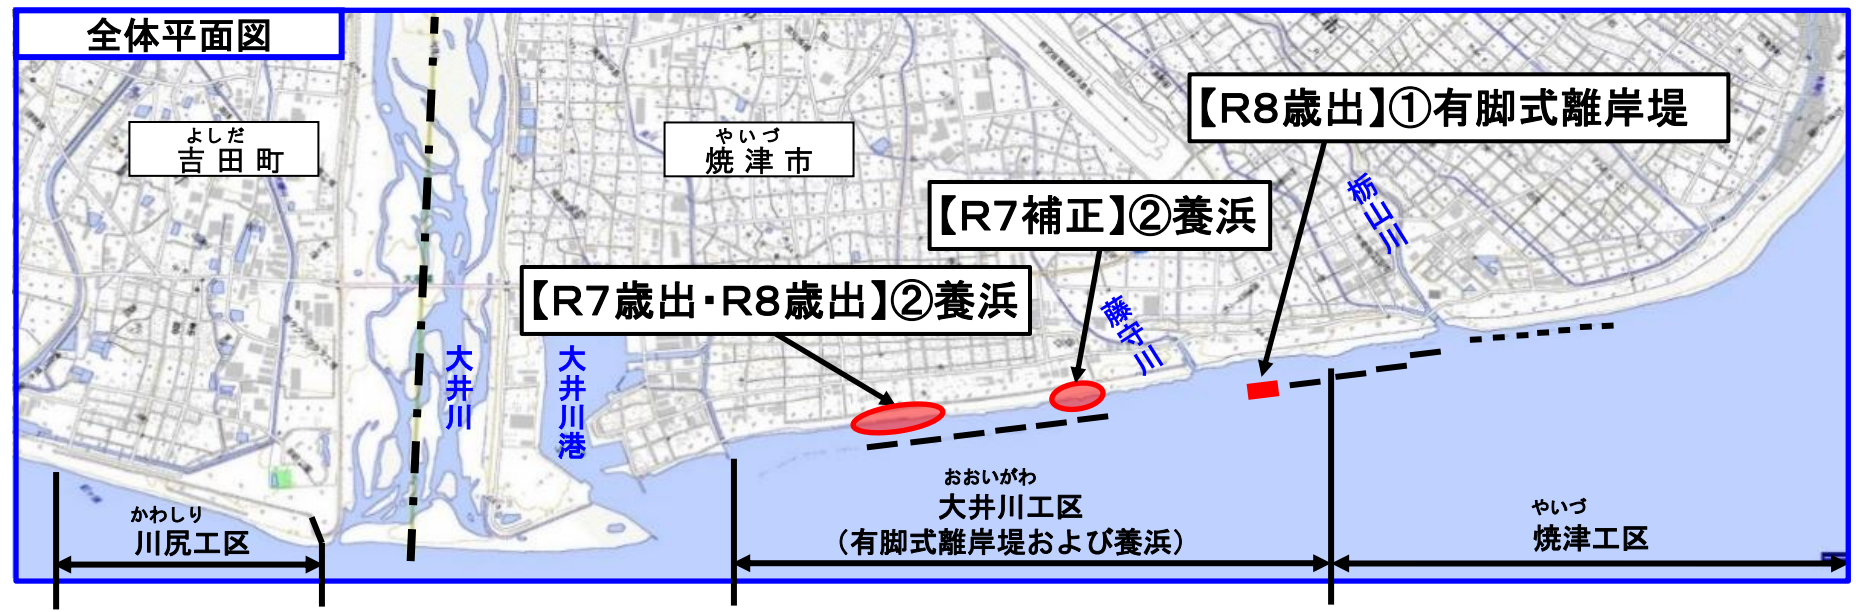 全体平面図
よしだ
吉田町
やいづ
焼津市
【R8歳出】①有脚式離岸堤
【R7補正】②養浜
【R7歳出・R8歳出】②養浜
栃山川
藤守川
大井川
大井川港
かわしり
川尻工区
おおいがわ
大井川工区
（有脚式離岸堤および養浜）
やいづ
焼津工区